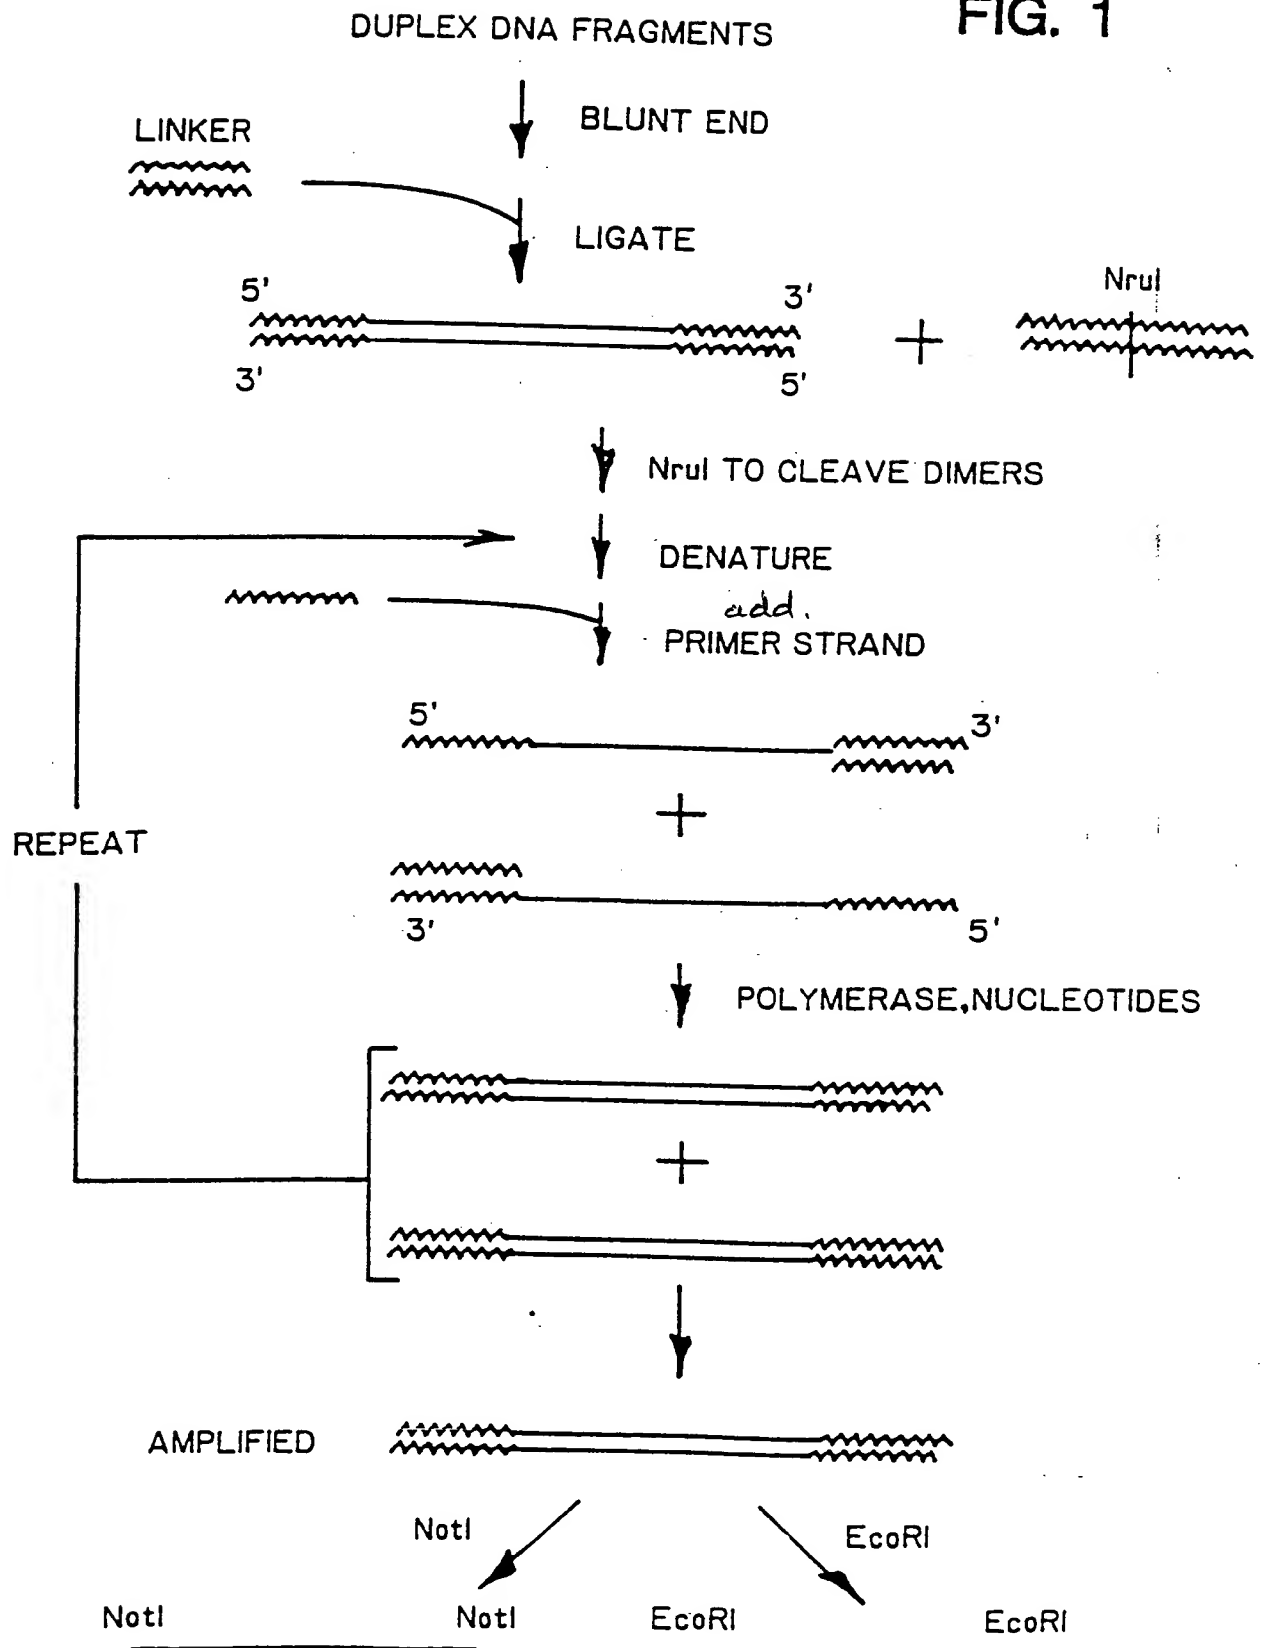 FIG. 1
DUPLEX DNA FRAGMENTS
BLUNT END
LINKER
LIGATE
5'
3'
NruI
3'
5'
NruI TO CLEAVE DIMERS
DENATURE
add.
PRIMER STRAND
5'
3'
REPEAT
3'
5'
POLYMERASE,NUCLEOTIDES
AMPLIFIED
NotI
EcoRI
NotI NotI EcoRI EcoRI